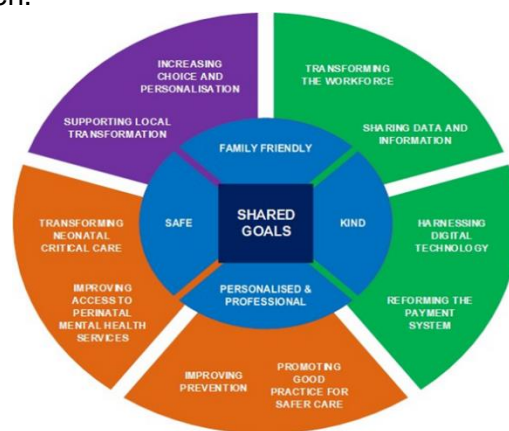 INCREASING
CHOICE AND
PERSONALISATION
SUPPORTING LOCAL
TRANSFORMATION
TRANSFORMING
THE WORKFORCE
SHARING DATA AND
INFORMATION
FAMILY FRIENDLY
SAFE
SHARED
GOALS
KIND
PERSONALISED &
PROFESSIONAL
TRANSFORMING
NEONATAL
CRITICAL CARE
IMPROVING
ACCESS TO
PERINATAL
MENTAL HEALTH
SERVICES
HARNESSING
DIGITAL
TECHNOLOGY
REFORMING THE
PAYMENT
SYSTEM
IMPROVING
PREVENTION
PROMOTING
GOOD
PRACTICE FOR
SAFER CARE